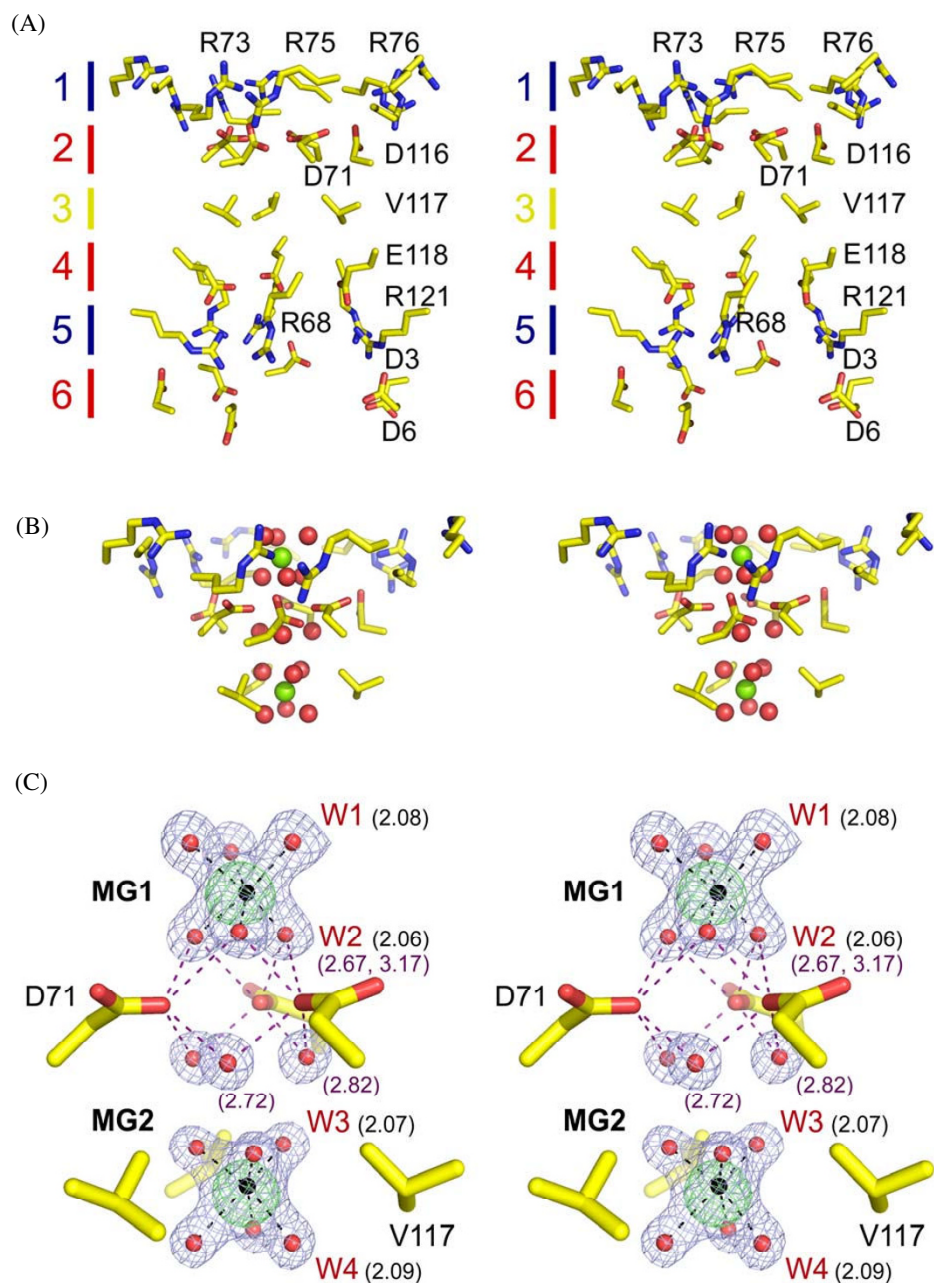 (A)
R73 R75 R76 R73 R75 R76
1 1
2 D116 2 D116
D71 D71
3 V117 3 V117
4 E118 4 E118
R121 R121
5 R68 5 R68
D3 D3
6 6
D6 D6
(B)
(C)
W1 (2.08) W1 (2.08)
MG1 MG1
W2 (2.06) W2 (2.06)
(2.67, 3.17) (2.67, 3.17)
D71 D71
(2.82) (2.82)
(2.72) (2.72)
MG2 W3 (2.07) MG2 W3 (2.07)
V117 V117
W4 (2.09) W4 (2.09)